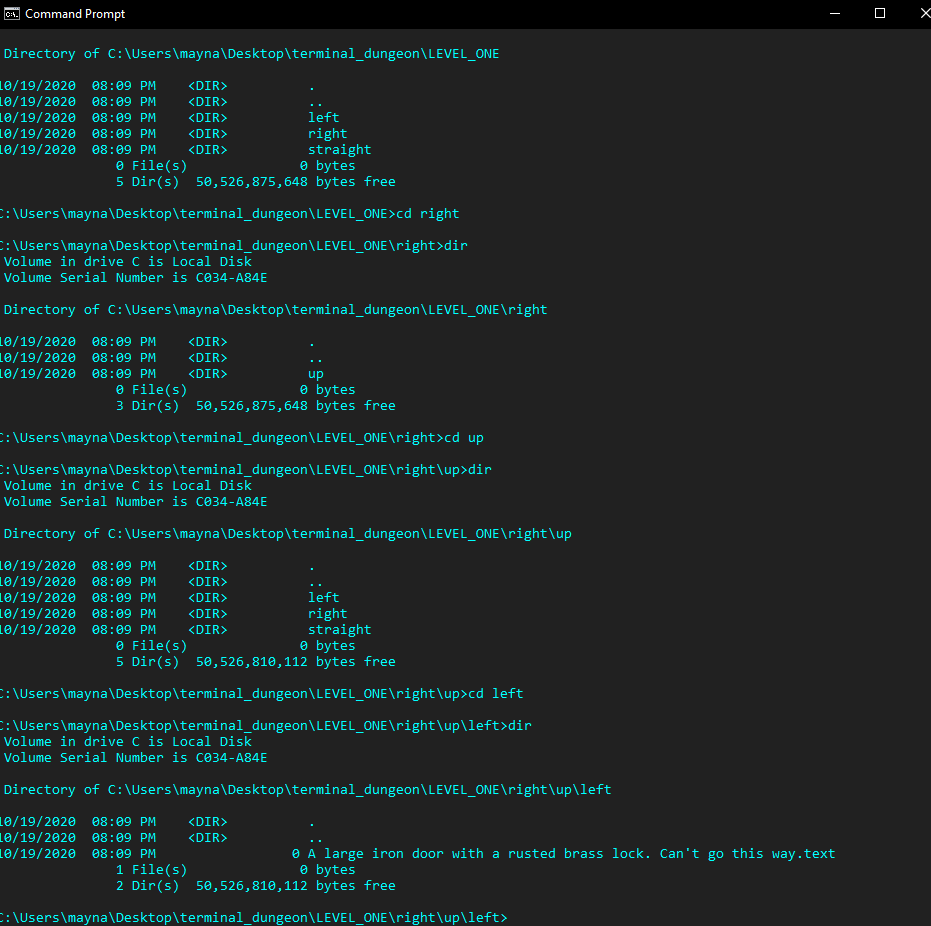 Command Prompt
Directory of C:\Users\mayna\Desktop\terminal_dungeon\LEVEL_ONE
10/19/2020  08:09 PM    <DIR>          .
10/19/2020  08:09 PM    <DIR>          ..
10/19/2020  08:09 PM    <DIR>          left
10/19/2020  08:09 PM    <DIR>          right
10/19/2020  08:09 PM    <DIR>          straight
0 File(s)              0 bytes
5 Dir(s)  50,526,875,648 bytes free
C:\Users\mayna\Desktop\terminal_dungeon\LEVEL_ONE>cd right
C:\Users\mayna\Desktop\terminal_dungeon\LEVEL_ONE\right>dir
Volume in drive C is Local Disk
Volume Serial Number is C034-A84E
Directory of C:\Users\mayna\Desktop\terminal_dungeon\LEVEL_ONE\right
10/19/2020  08:09 PM    <DIR>          .
10/19/2020  08:09 PM    <DIR>          ..
10/19/2020  08:09 PM    <DIR>          up
0 File(s)              0 bytes
3 Dir(s)  50,526,875,648 bytes free
C:\Users\mayna\Desktop\terminal_dungeon\LEVEL_ONE\right>cd up
C:\Users\mayna\Desktop\terminal_dungeon\LEVEL_ONE\right\up>dir
Volume in drive C is Local Disk
Volume Serial Number is C034-A84E
Directory of C:\Users\mayna\Desktop\terminal_dungeon\LEVEL_ONE\right\up
10/19/2020  08:09 PM    <DIR>          .
10/19/2020  08:09 PM    <DIR>          ..
10/19/2020  08:09 PM    <DIR>          left
10/19/2020  08:09 PM    <DIR>          right
10/19/2020  08:09 PM    <DIR>          straight
0 File(s)              0 bytes
5 Dir(s)  50,526,810,112 bytes free
C:\Users\mayna\Desktop\terminal_dungeon\LEVEL_ONE\right\up>cd left
C:\Users\mayna\Desktop\terminal_dungeon\LEVEL_ONE\right\up\left>dir
Volume in drive C is Local Disk
Volume Serial Number is C034-A84E
Directory of C:\Users\mayna\Desktop\terminal_dungeon\LEVEL_ONE\right\up\left
10/19/2020  08:09 PM    <DIR>          .
10/19/2020  08:09 PM    <DIR>          ..
10/19/2020  08:09 PM                 0 A large iron door with a rusted brass lock. Can't go this way.text
1 File(s)              0 bytes
2 Dir(s)  50,526,810,112 bytes free
C:\Users\mayna\Desktop\terminal_dungeon\LEVEL_ONE\right\up\left>